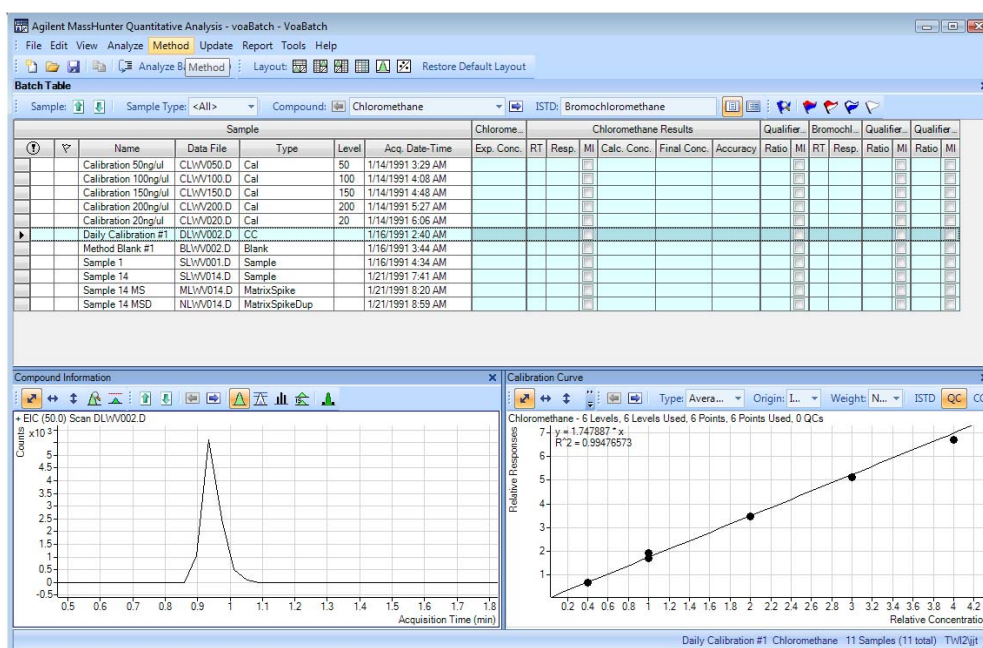 Agilent MassHunter Quantitative Analysis - voaBatch - VoaBatch
File Edit View Analyze Method Update Report Tools Help
Analyze B Method Layout: Restore Default Layout
Batch Table
Sample: Sample Type: <All> Compound: Chloromethane ISTD: Bromochloromethane
Sample Chlorome... Chloromethane Results Qualifier... Bromochl... Qualifier... Qualifier...
Name Data File Type Level Acq. Date-Time Exp. Conc. RT Resp. MI Calc. Conc. Final Conc. Accuracy Ratio MI RT Resp. Ratio MI Ratio MI
Calibration 50ng/ul CLWV050.D Cal 50 1/14/1991 3:29 AM
Calibration 100ng/ul CLWV100.D Cal 100 1/14/1991 4:08 AM
Calibration 150ng/ul CLWV150.D Cal 150 1/14/1991 4:48 AM
Calibration 200ng/ul CLWV200.D Cal 200 1/14/1991 5:27 AM
Calibration 20ng/ul CLWV020.D Cal 20 1/14/1991 6:06 AM
Daily Calibration #1 DLWV002.D CC 1/16/1991 2:40 AM
Method Blank #1 BLWV002.D Blank 1/16/1991 3:44 AM
Sample 1 SLWV001.D Sample 1/16/1991 4:34 AM
Sample 14 SLWV014.D Sample 1/21/1991 7:41 AM
Sample 14 MS MLWV014.D MatrixSpike 1/21/1991 8:20 AM
Sample 14 MSD NLWV014.D MatrixSpikeDup 1/21/1991 8:59 AM
Compound Information
+ EIC (50.0) Scan DLWV002.D
Counts x10 3
5
4.5
4
3.5
3
2.5
2
1.5
1
0.5
0
-0.5
0.5 0.6 0.7 0.8 0.9 1 1.1 1.2 1.3 1.4 1.5 1.6 1.7 1.8
Acquisition Time (min)
Calibration Curve
Type: Avera... Origin: I... Weight: N... ISTD QC CC
Chloromethane - 6 Levels, 6 Levels Used, 6 Points, 6 Points Used, 0 QCs
y = 1.747887 * x
R^2 = 0.99476573
Relative Responses
7
6
5
4
3
2
1
0.2 0.4 0.6 0.8 1 1.2 1.4 1.6 1.8 2 2.2 2.4 2.6 2.8 3 3.2 3.4 3.6 3.8 4 4.2
Relative Concentratio
Daily Calibration #1 Chloromethane 11 Samples (11 total) TWI2\jjt